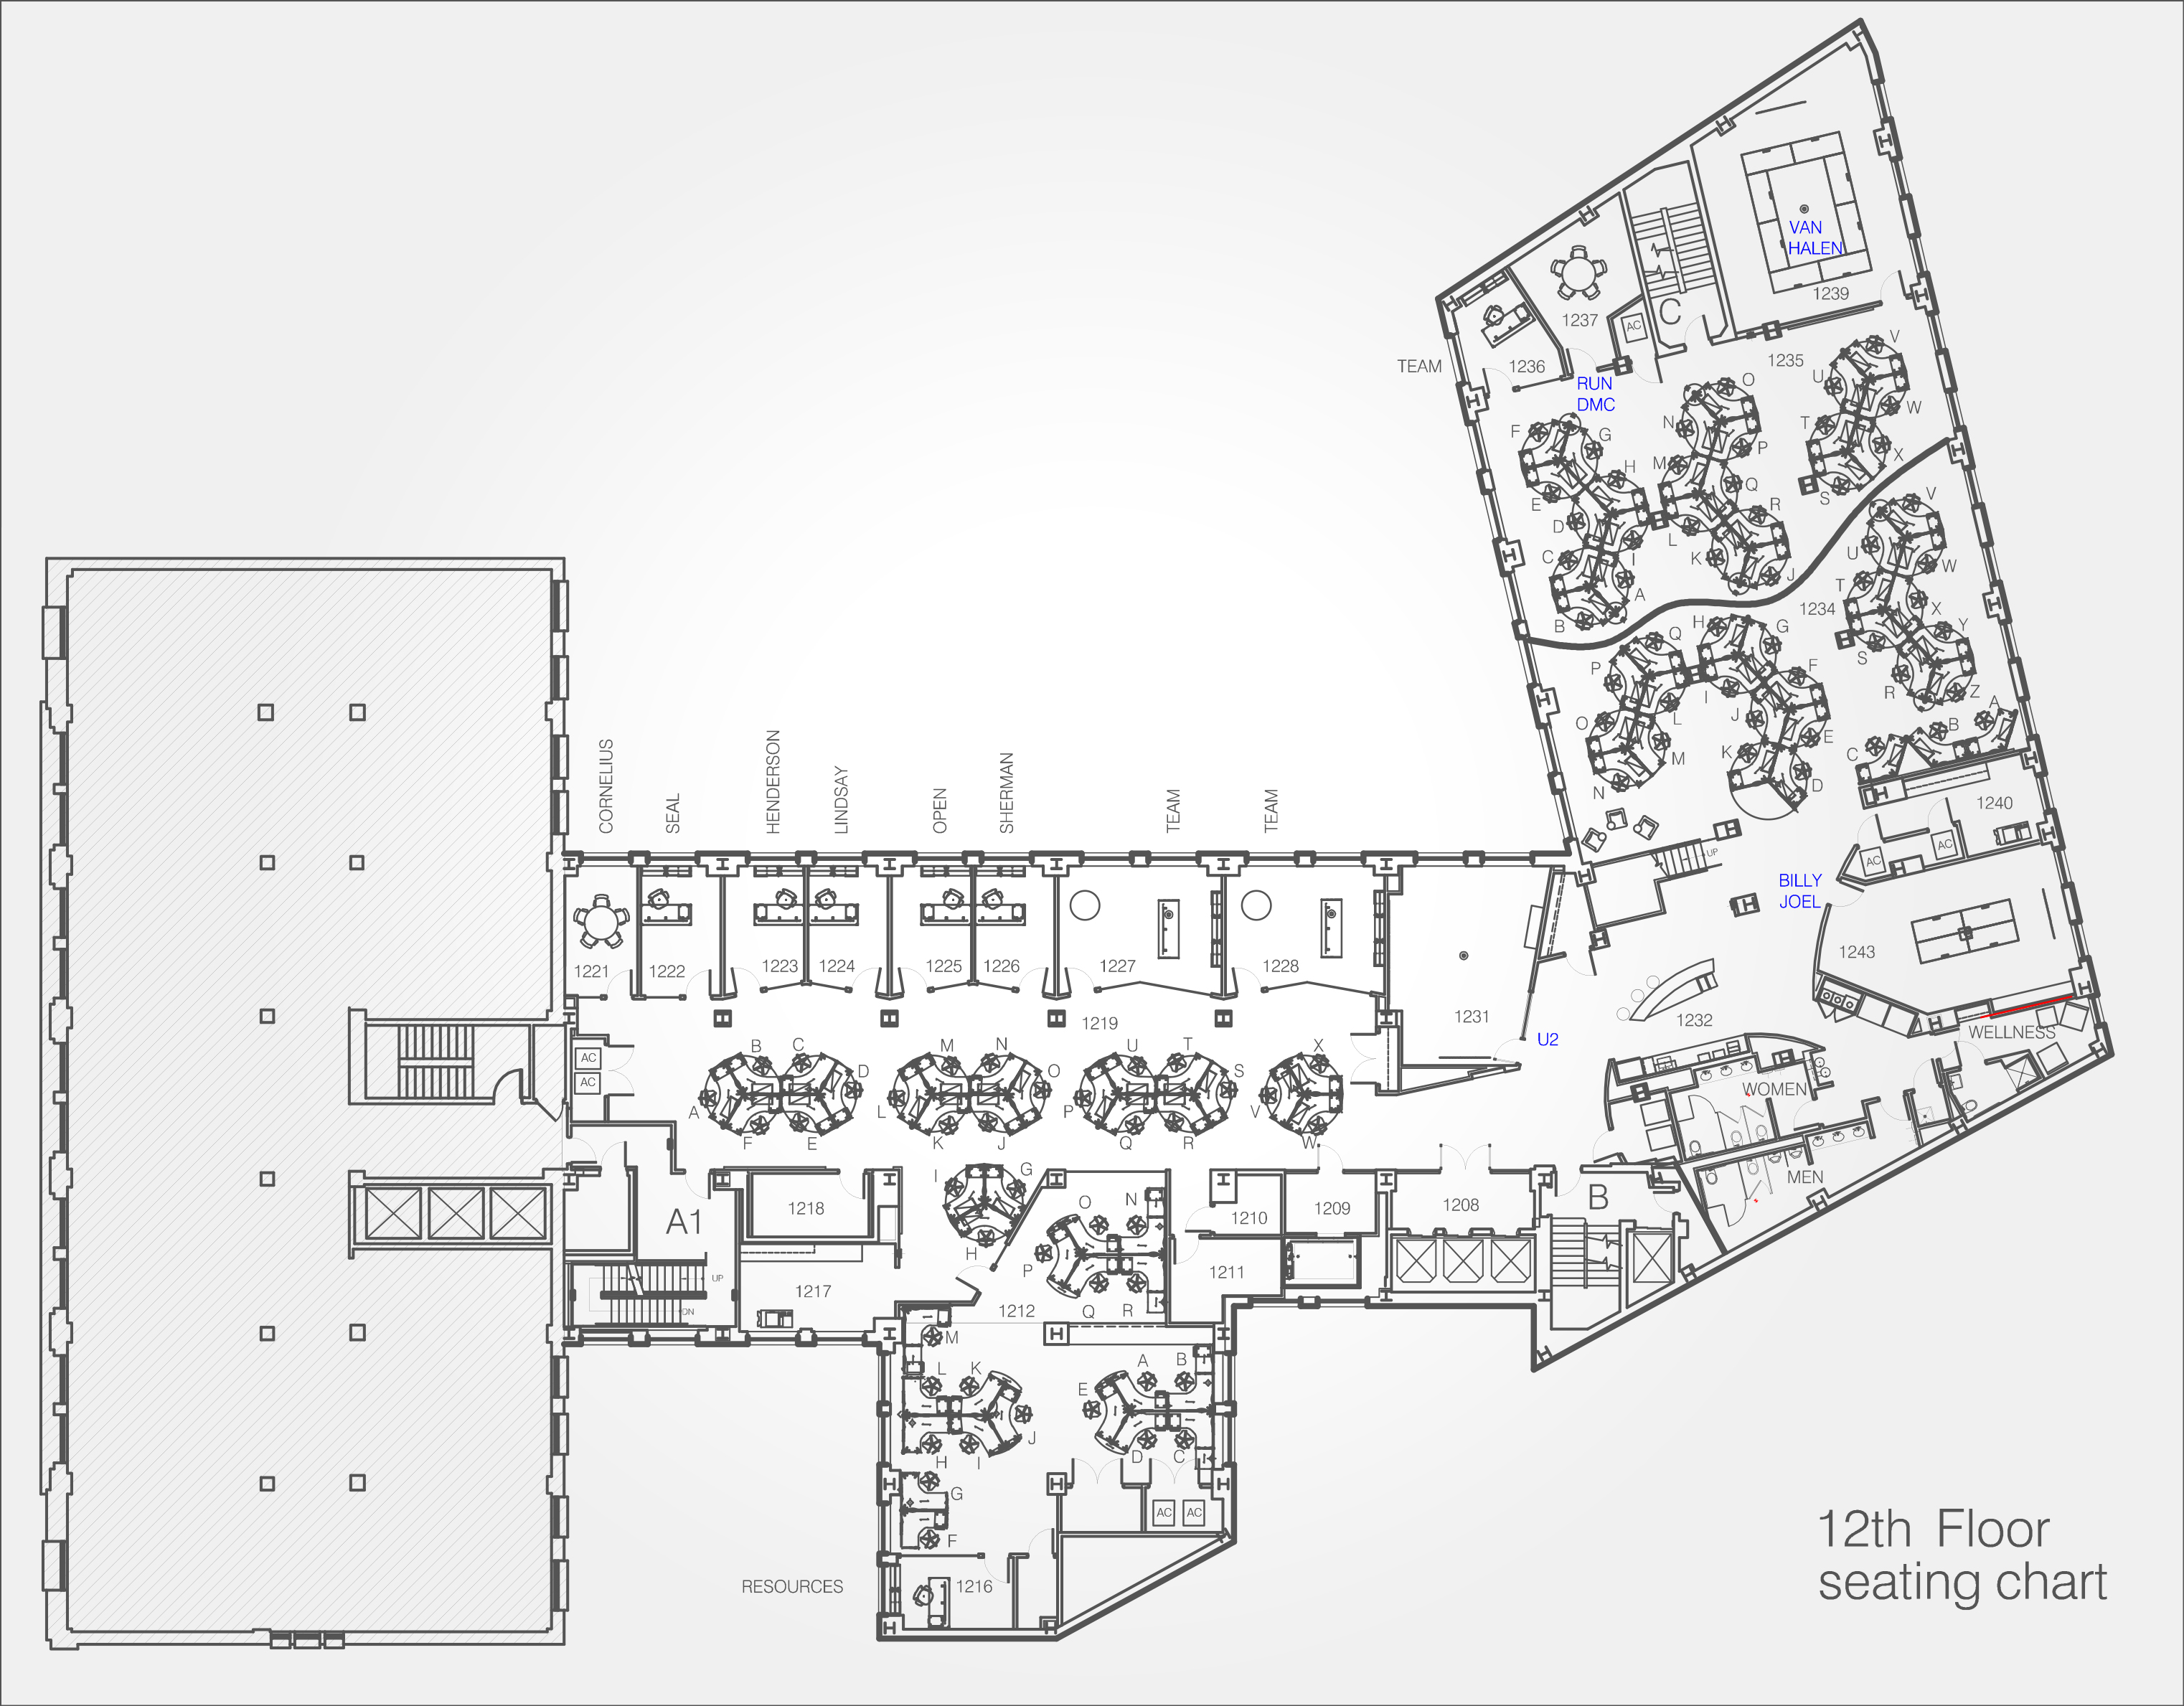 VAN
HALEN
1239
C
AC
1237
1236
TEAM
RUN
DMC
1235
V
U
W
T
X
S
O
N
P
M
Q
L
R
K
J
F
G
H
E
D
C
I
A
B
1234
V
U
W
T
X
S
Y
R
Z
A
B
C
H
G
Q
P
I
F
L
J
O
M
K
E
N
D
1240
AC
AC
UP
BILLY
JOEL
1243
CORNELIUS
SEAL
HENDERSON
LINDSAY
OPEN
SHERMAN
TEAM
TEAM
1221
1222
1223
1224
1225
1226
1227
1228
1219
1231
U2
1232
WELLNESS
WOMEN
MEN
AC
AC
A
B
C
D
F
E
L
M
N
O
K
J
P
U
T
S
Q
R
V
X
W
I
G
H
A1
UP
DN
1218
1217
1210
1209
1208
B
1211
1212
O
N
P
Q
R
M
L
K
J
H
I
G
F
A
B
E
D
C
AC
AC
RESOURCES
1216
12th Floor
seating chart